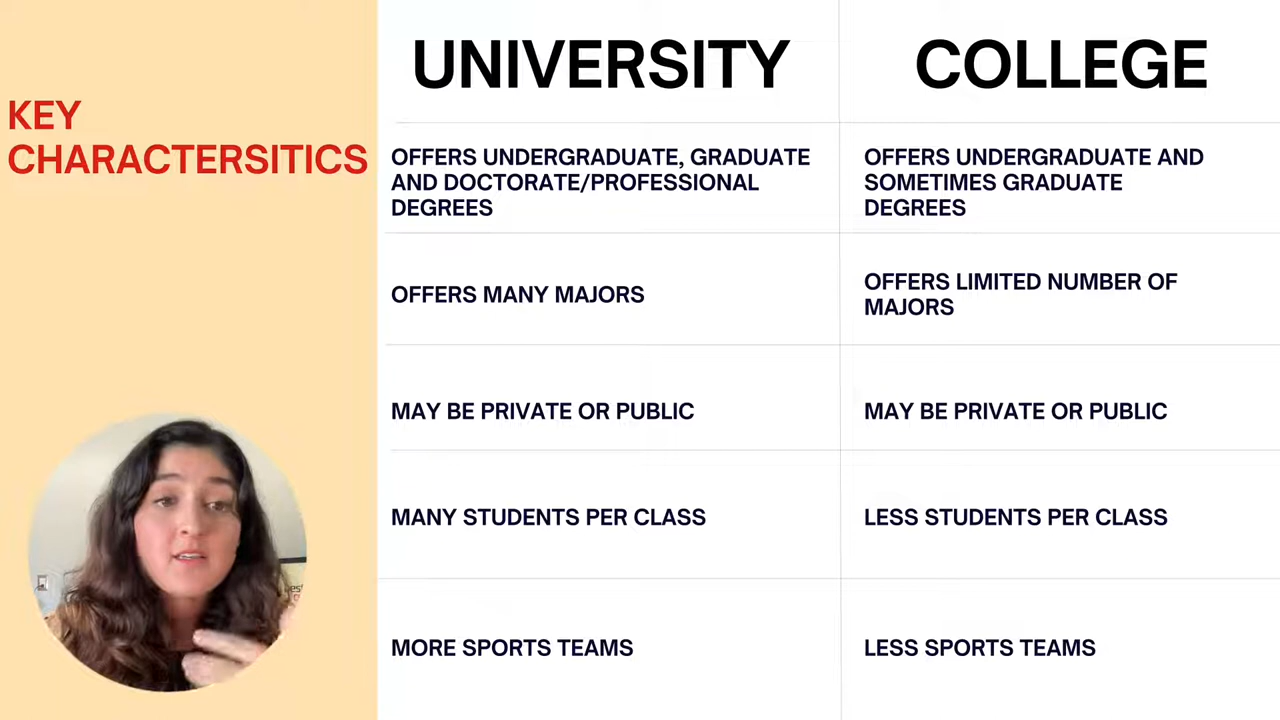 KEY
CHARACTERSITICS
UNIVERSITY
COLLEGE
OFFERS UNDERGRADUATE, GRADUATE
AND DOCTORATE/PROFESSIONAL
DEGREES
OFFERS UNDERGRADUATE AND
SOMETIMES GRADUATE
DEGREES
OFFERS MANY MAJORS
OFFERS LIMITED NUMBER OF
MAJORS
MAY BE PRIVATE OR PUBLIC
MAY BE PRIVATE OR PUBLIC
MANY STUDENTS PER CLASS
LESS STUDENTS PER CLASS
MORE SPORTS TEAMS
LESS SPORTS TEAMS